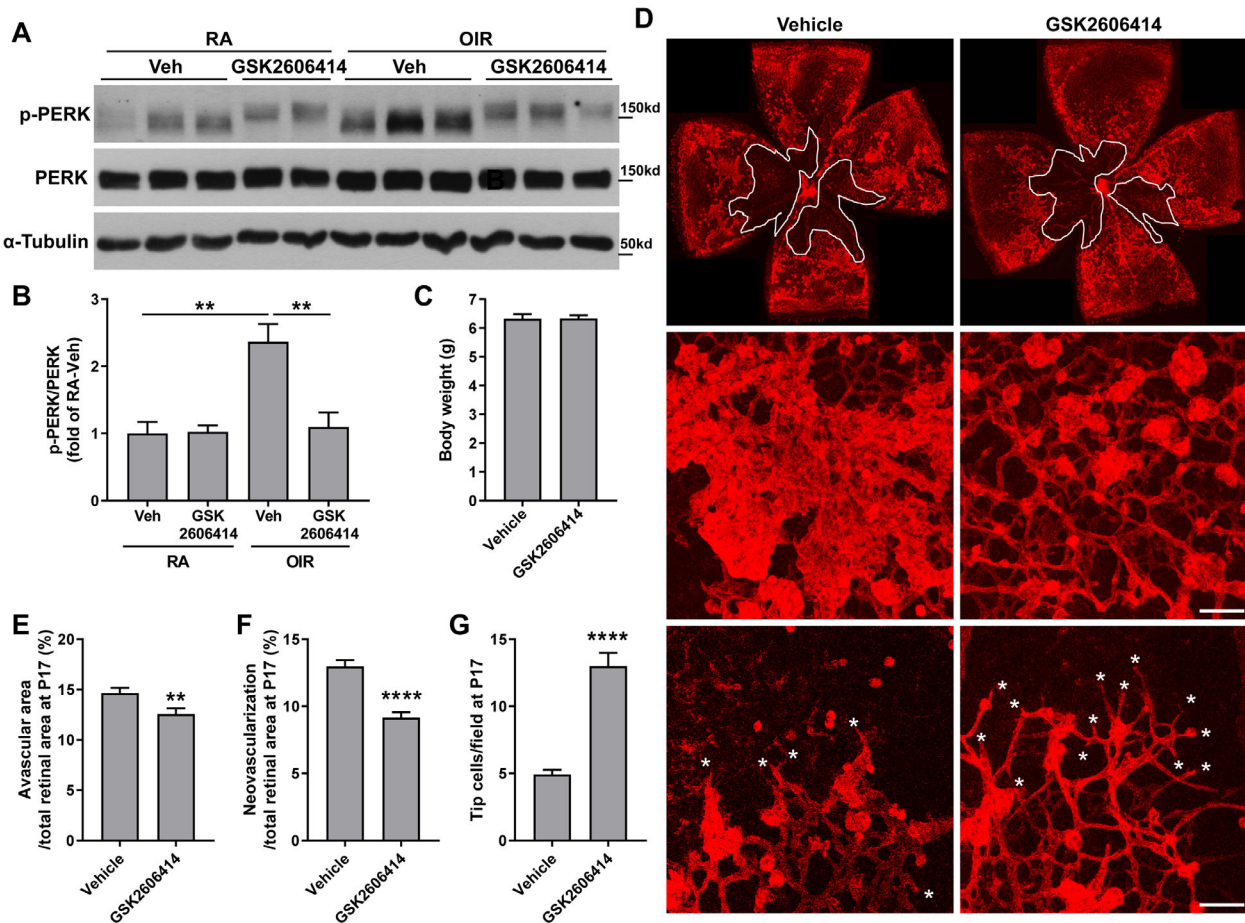 A
RA
OIR
Veh
GSK2606414
Veh
GSK2606414
p-PERK
150kd
PERK
B
150kd
α-Tubulin
50kd
B
p-PERK/PERK
(fold of RA-Veh)
3
2
1
0
**
**
Veh
GSK
2606414
Veh
GSK
2606414
RA
OIR
C
Body weight (g)
7
6
5
4
3
2
1
0
Vehicle
GSK2606414
D
Vehicle
GSK2606414
* * * * *
* * * * * * * * * * * *
E
Avascular area
/total retinal area at P17 (%)
20
15
10
5
0
**
Vehicle
GSK2606414
F
Neovascularization
/total retinal area at P17 (%)
15
10
5
0
****
Vehicle
GSK2606414
G
Tip cells/field at P17
15
10
5
0
****
Vehicle
GSK2606414